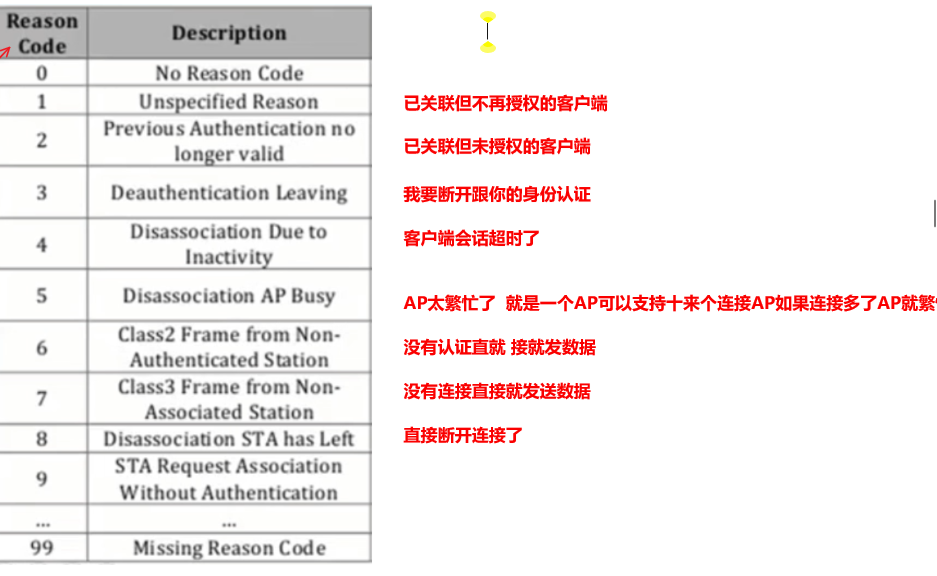 Reason
Code
Description
0
No Reason Code
1
Unspecified Reason
已关联但不再授权的客户端
2
Previous Authentication no
longer valid
已关联但未授权的客户端
3
Deauthentication Leaving
我要断开跟你的身份认证
4
Disassociation Due to
Inactivity
客户端会话超时了
5
Disassociation AP Busy
AP太繁忙了 就是一个AP可以支持十来个连接AP如果连接多了AP就繁
6
Class2 Frame from Non-
Authenticated Station
没有认证直就 接就发数据
7
Class3 Frame from Non-
Associated Station
没有连接直接就发送数据
8
Disassociation STA has Left
直接断开连接了
9
STA Request Association
Without Authentication
...
...
99
Missing Reason Code